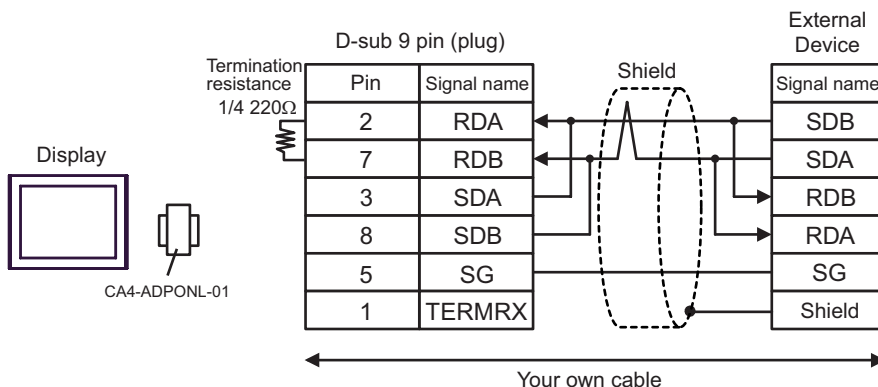 D-sub 9 pin (plug)
External
Device
Termination
resistance
1/4 220Ω
Pin Signal name
Shield
Signal name
2 RDA SDB
7 RDB SDA
3 SDA RDB
8 SDB RDA
5 SG SG
1 TERMRX Shield
Display
CA4-ADPONL-01
Your own cable